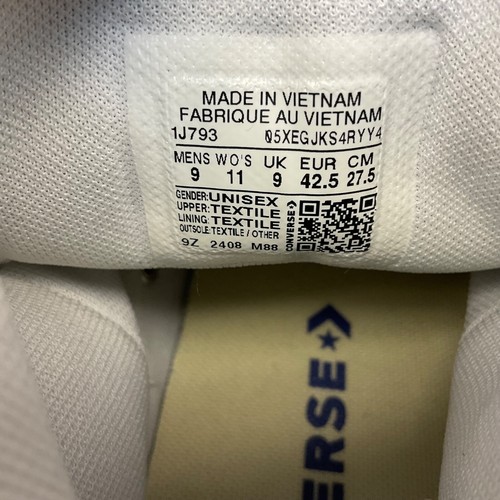 MADE IN VIETNAM
FABRIQUE AU VIETNAM
1J793 05XEGJKS4RYY4
MENS WO'S UK EUR CM
9 11 9 42.5 27.5
GENDER:UNISEX
UPPER:TEXTILE
LINING:TEXTILE
OUTSOLE:TEXTILE / OTHER
9Z 2408 M88
CONVERSE
VERSE